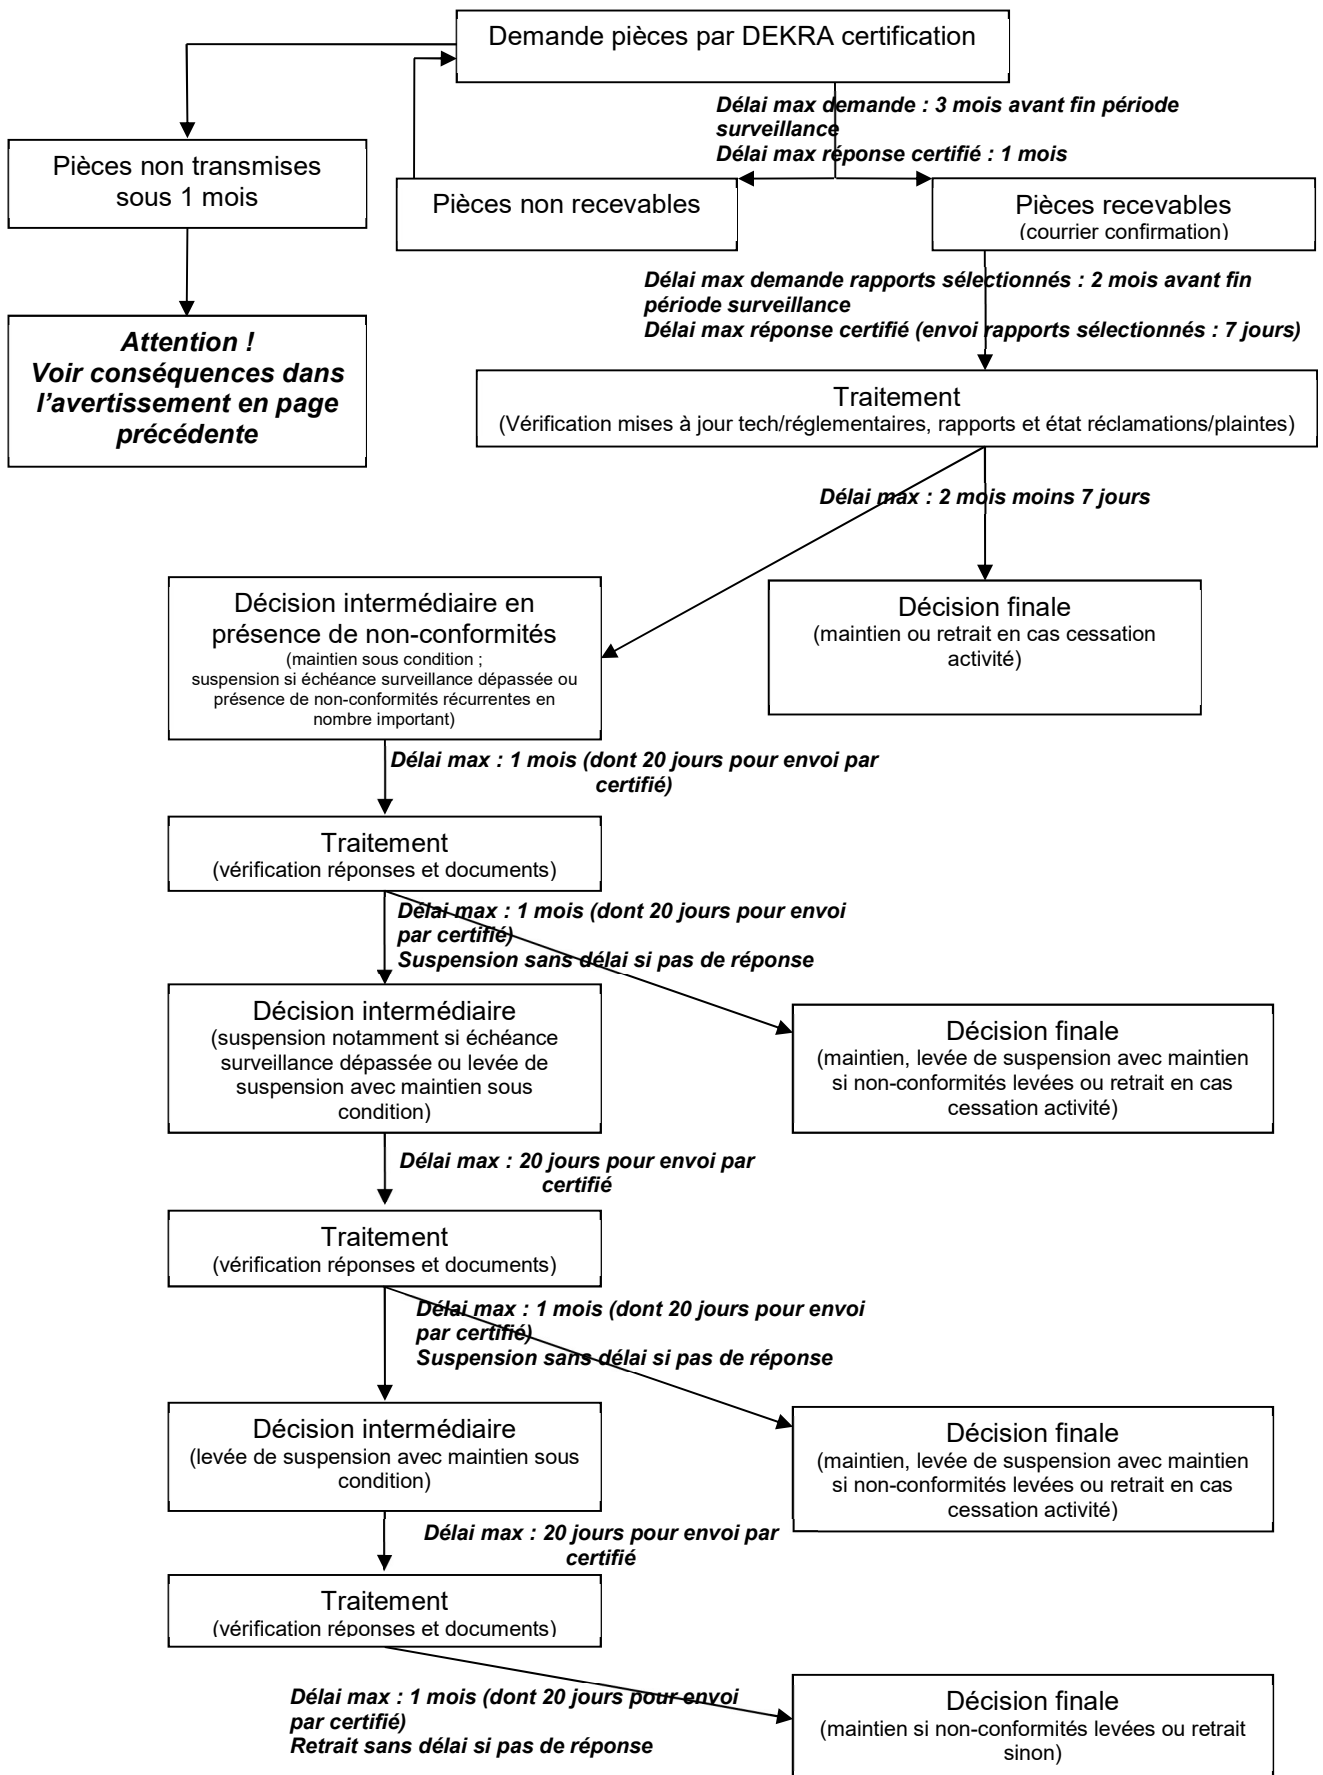 Demande pièces par DEKRA certification
Délai max demande : 3 mois avant fin période
surveillance
Délai max réponse certifié : 1 mois
Pièces non transmises
sous 1 mois
Pièces non recevables
Pièces recevables
(courrier confirmation)
Délai max demande rapports sélectionnés : 2 mois avant fin
période surveillance
Délai max réponse certifié (envoi rapports sélectionnés : 7 jours)
Attention !
Voir conséquences dans
l'avertissement en page
précédente
Traitement
(Vérification mises à jour tech/réglementaires, rapports et état réclamations/plaintes)
Délai max : 2 mois moins 7 jours
Décision intermédiaire en
présence de non-conformités
(maintien sous condition ;
suspension si échéance surveillance dépassée ou
présence de non-conformités récurrentes en
nombre important)
Décision finale
(maintien ou retrait en cas cessation
activité)
Délai max : 1 mois (dont 20 jours pour envoi par
certifié)
Traitement
(vérification réponses et documents)
Délai max : 1 mois (dont 20 jours pour envoi
par certifié)
Suspension sans délai si pas de réponse
Décision intermédiaire
(suspension notamment si échéance
surveillance dépassée ou levée de
suspension avec maintien sous
condition)
Décision finale
(maintien, levée de suspension avec maintien
si non-conformités levées ou retrait en cas
cessation activité)
Délai max : 20 jours pour envoi par
certifié
Traitement
(vérification réponses et documents)
Délai max : 1 mois (dont 20 jours pour envoi
par certifié)
Suspension sans délai si pas de réponse
Décision intermédiaire
(levée de suspension avec maintien sous
condition)
Décision finale
(maintien, levée de suspension avec maintien
si non-conformités levées ou retrait en cas
cessation activité)
Délai max : 20 jours pour envoi par
certifié
Traitement
(vérification réponses et documents)
Délai max : 1 mois (dont 20 jours pour envoi
par certifié)
Retrait sans délai si pas de réponse
Décision finale
(maintien si non-conformités levées ou retrait
sinon)